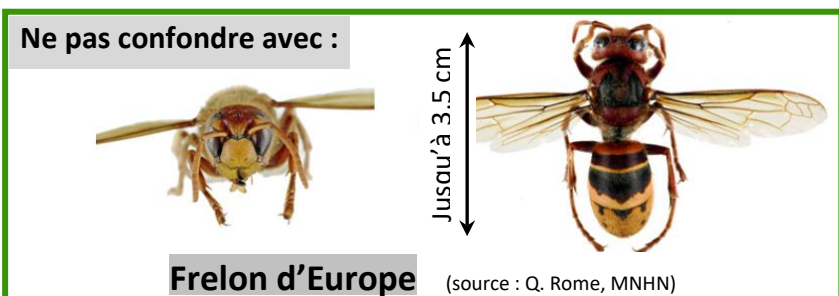 Ne pas confondre avec :
Jusqu'à 3.5 cm
Frelon d'Europe
(source : Q. Rome, MNHN)